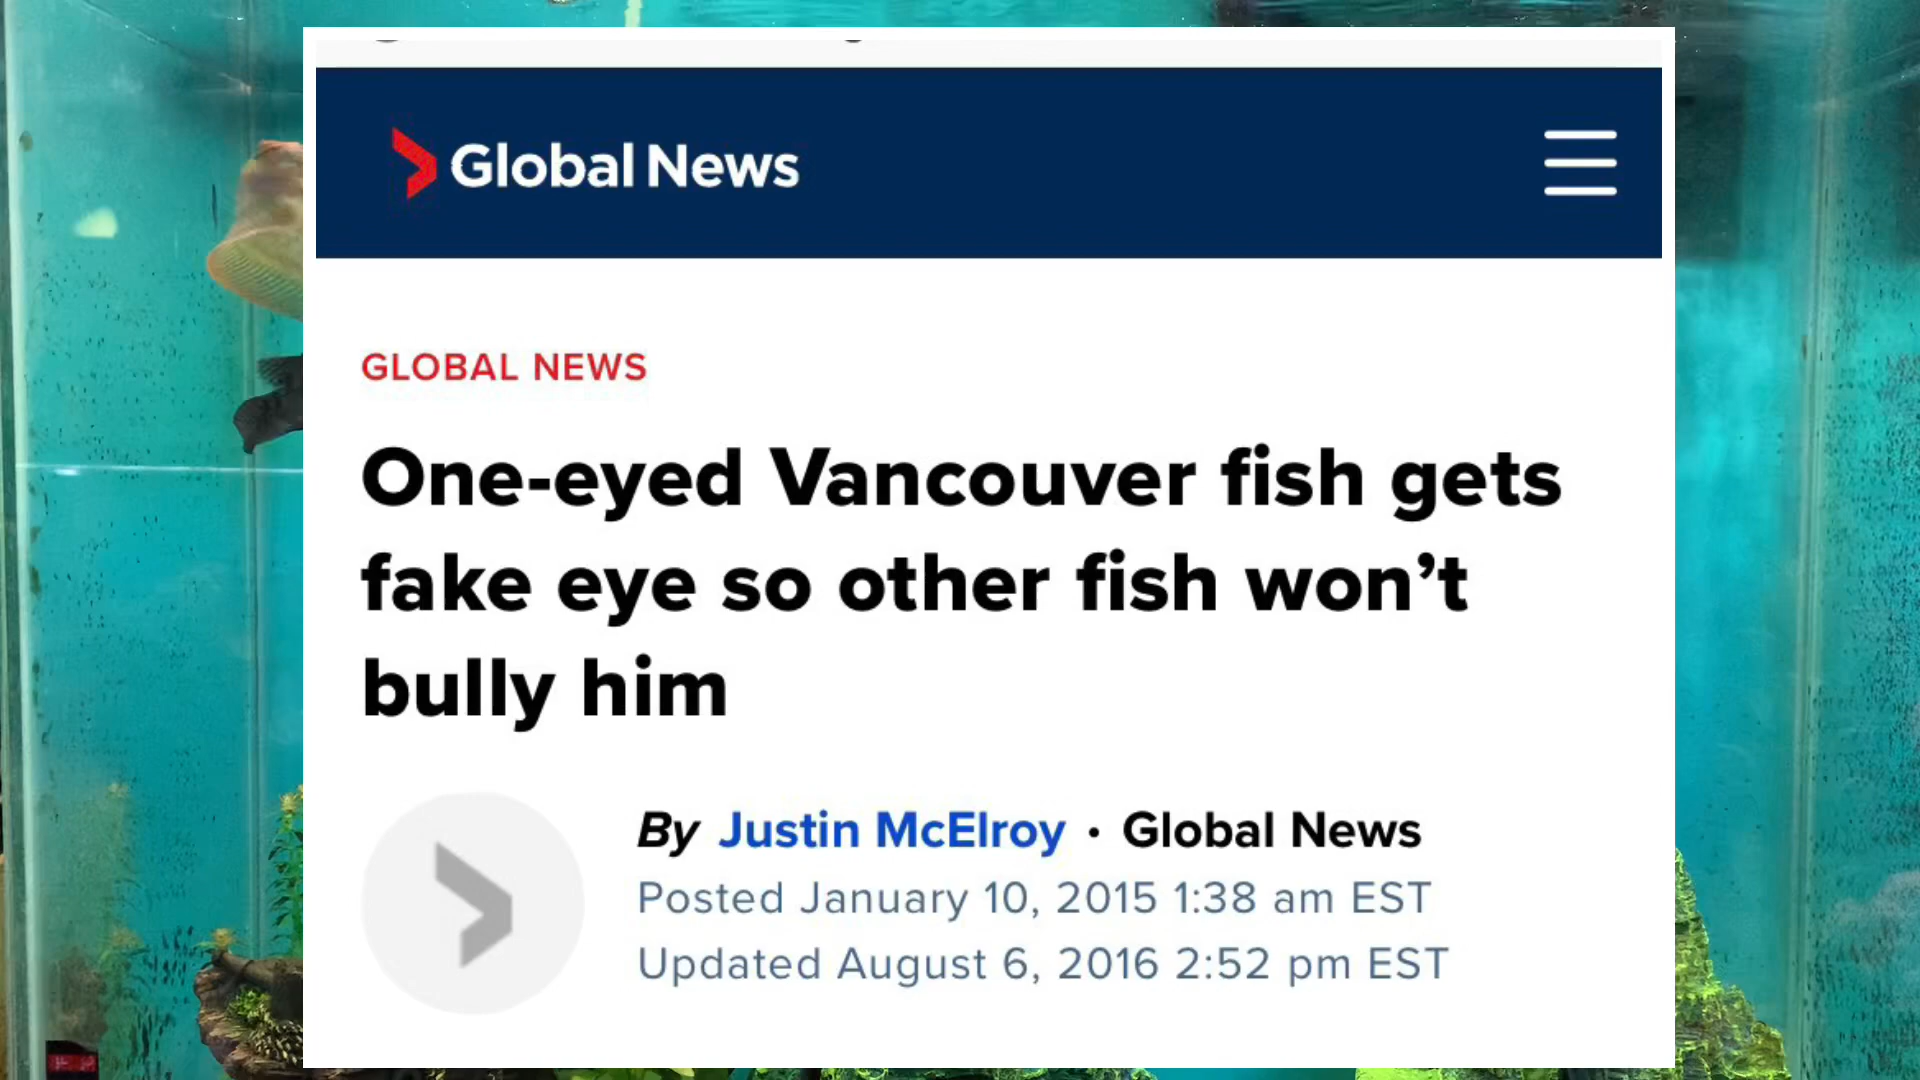 Global News
GLOBAL NEWS
One-eyed Vancouver fish gets
fake eye so other fish won’t
bully him
By Justin McElroy • Global News
Posted January 10, 2015 1:38 am EST
Updated August 6, 2016 2:52 pm EST